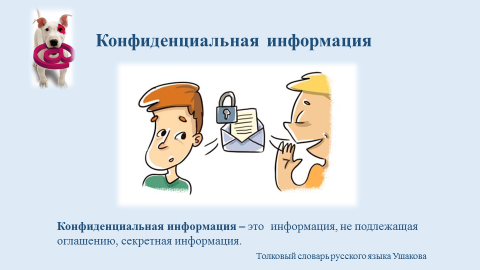 Конфиденциальная информация
Конфиденциальная информация – это информация, не подлежащая
оглашению, секретная информация.
Толковый словарь русского языка Ушакова